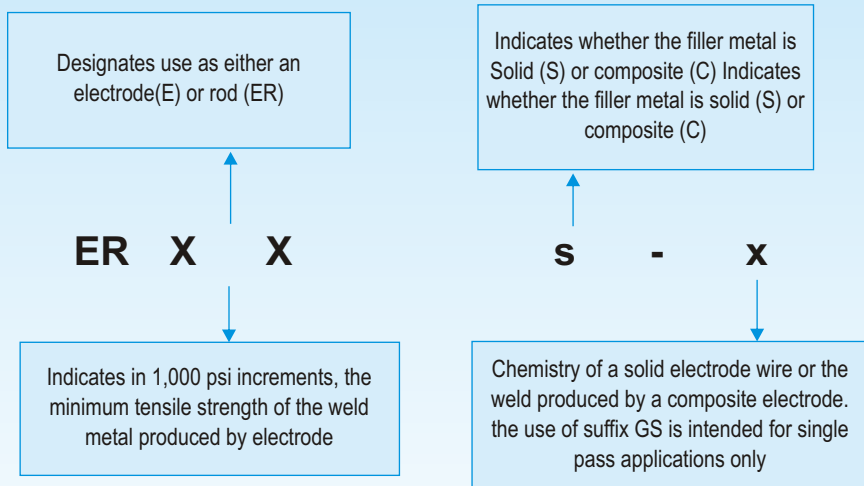 Designates use as either an
electrode(E) or rod (ER)
Indicates whether the filler metal is
Solid (S) or composite (C) Indicates
whether the filler metal is solid (S) or
composite (C)
ER X X s - x
Indicates in 1,000 psi increments, the
minimum tensile strength of the weld
metal produced by electrode
Chemistry of a solid electrode wire or the
weld produced by a composite electrode.
the use of suffix GS is intended for single
pass applications only